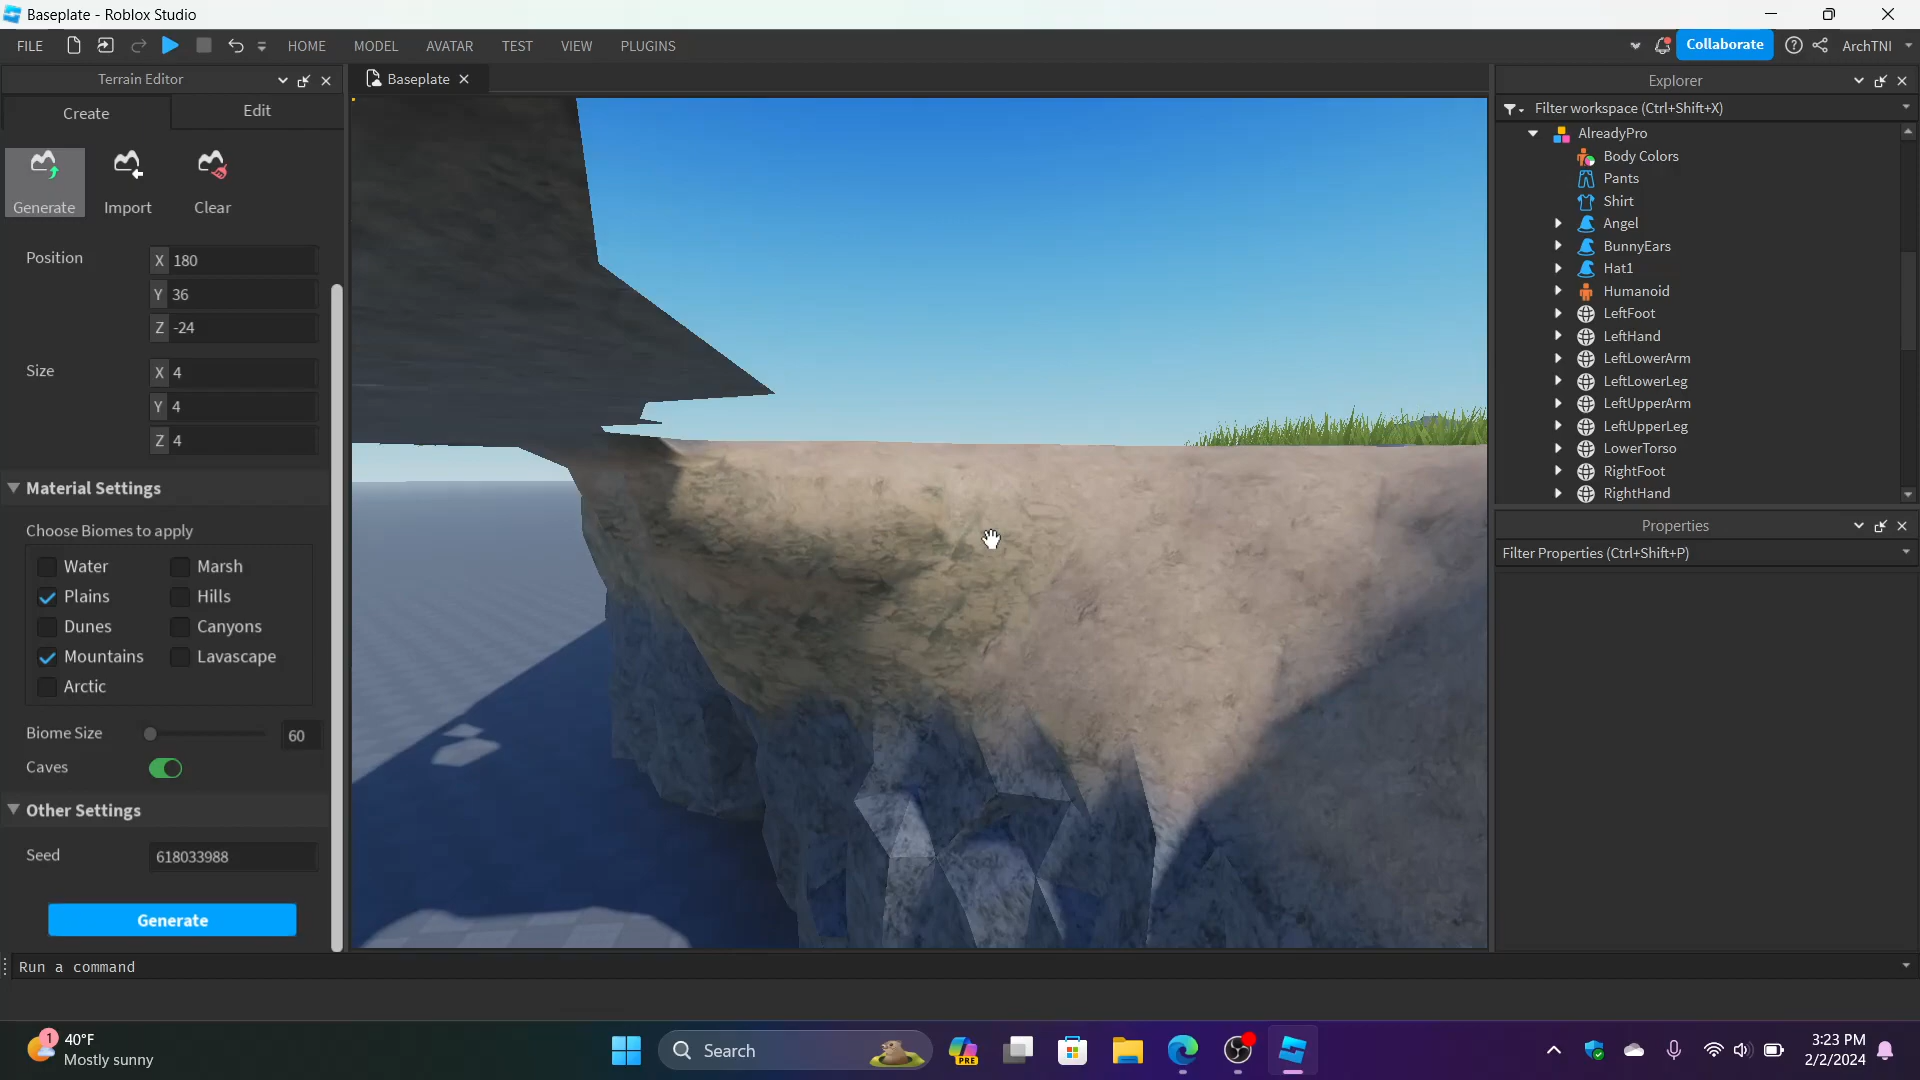 Baseplate - Roblox Studio
FILE HOME MODEL AVATAR TEST VIEW PLUGINS Collaborate ArchTNI
Terrain Editor
Create Edit
Generate Import Clear
Position X 180
Y 36
Z -24
Size X 4
Y 4
Z 4
Material Settings
Choose Biomes to apply
Water Marsh
Plains Hills
Dunes Canyons
Mountains Lavascape
Arctic
Biome Size 60
Caves
Other Settings
Seed 618033988
Generate
Baseplate
Explorer
Filter workspace (Ctrl+Shift+X)
AlreadyPro
Body Colors
Pants
Shirt
Angel
BunnyEars
Hat1
Humanoid
LeftFoot
LeftHand
LeftLowerArm
LeftLowerLeg
LeftUpperArm
LeftUpperLeg
LowerTorso
RightFoot
RightHand
Properties
Filter Properties (Ctrl+Shift+P)
Run a command
1
40°F
Mostly sunny
Search
PRE
3:23 PM
2/2/2024